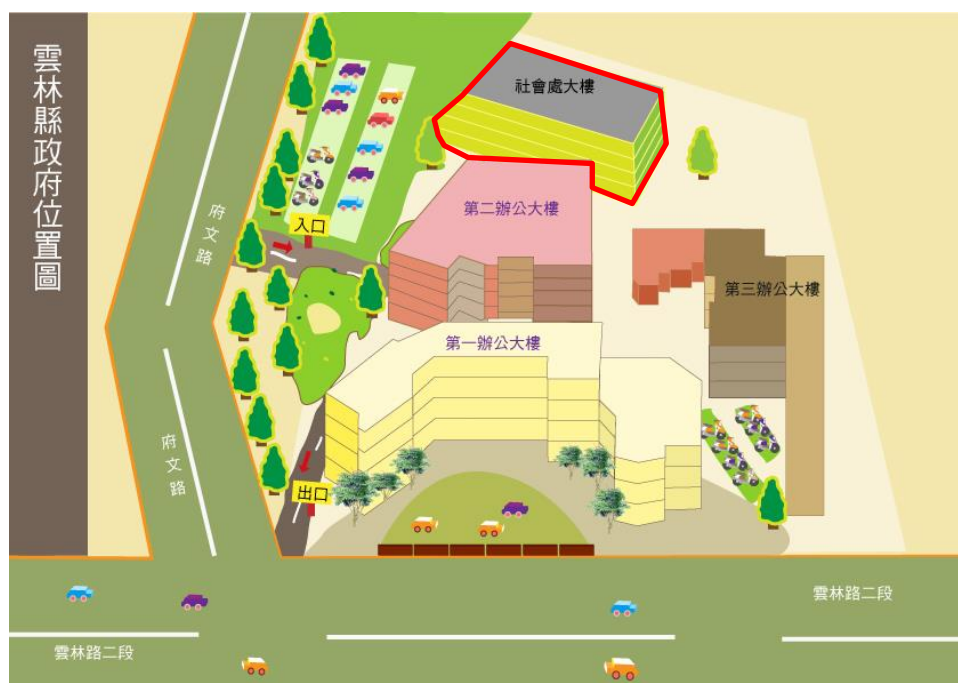 雲林縣政府位置圖
社會處大樓
第二辦公大樓
府文路
入口
第三辦公大樓
第一辦公大樓
府文路
出口
雲林路二段
雲林路二段